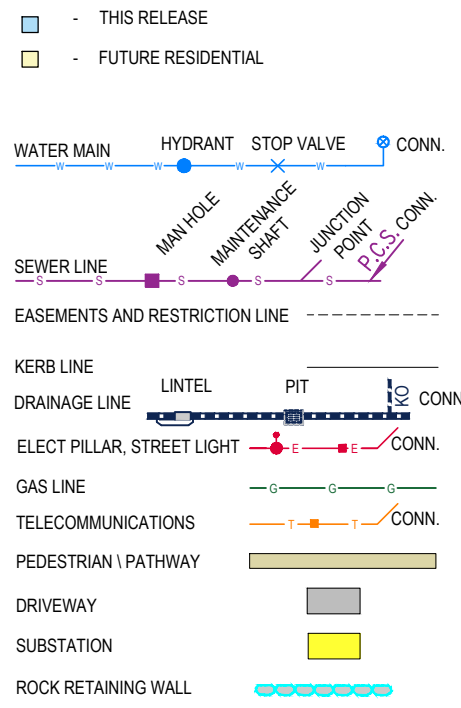 - THIS RELEASE
- FUTURE RESIDENTIAL
HYDRANT STOP VALVE CONN.
WATER MAIN
W W W W W
MAN HOLE MAINTENANCE SHAFT JUNCTION POINT P.C.S. CONN.
SEWER LINE
S S S S S
EASEMENTS AND RESTRICTION LINE
KERB LINE
LINTEL PIT
DRAINAGE LINE KO CONN
ELECT PILLAR, STREET LIGHT E E CONN.
GAS LINE G G G
TELECOMMUNICATIONS T T CONN.
PEDESTRIAN \ PATHWAY
DRIVEWAY
SUBSTATION
ROCK RETAINING WALL